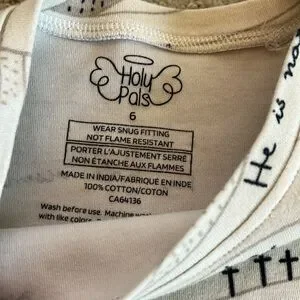 Holy
Pals
6
WEAR SNUG FITTING
NOT FLAME RESISTANT
PORTER L'AJUSTEMENT SERRÉ
NON ÉTANCHE AUX FLAMMES
MADE IN INDIA/FABRIQUÉ EN INDE
100% COTTON/COTON
CA64136
Wash before use. Machine
with like colors.
He is